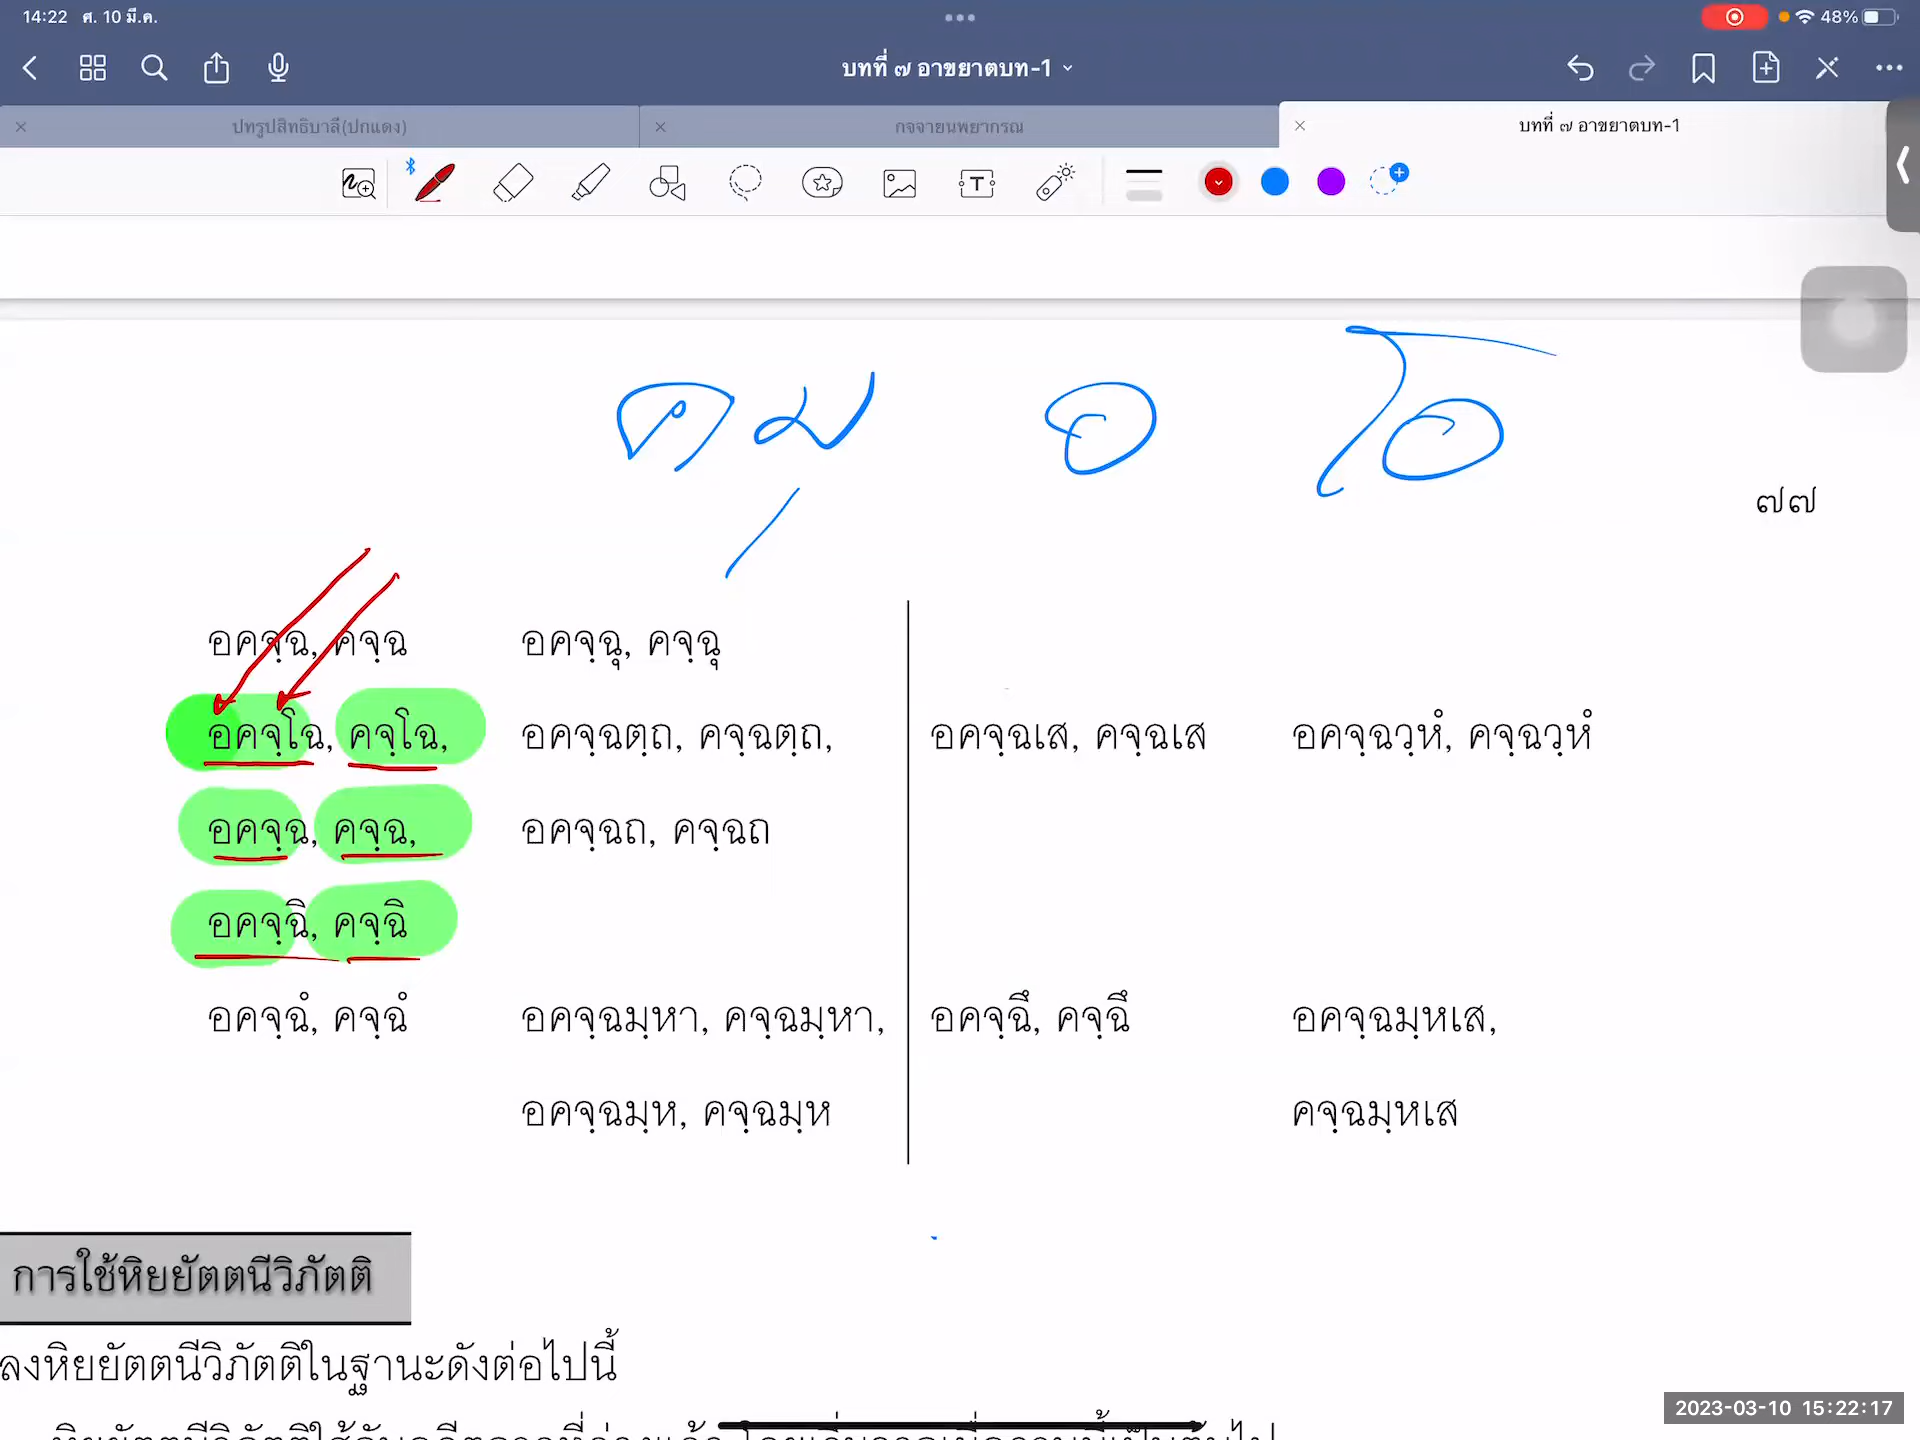 14:22 ศ. 10 มี.ค. 48%
บทที่ ๗ อาขยาตบท-1
ปทรูปสิทธิบาลี(ปกแดง) กจจายนพยากรณ บทที่ ๗ อาขยาตบท-1
คมุ อ โอ
๗๗
อคจฺฉ, คจฺฉ อคจฺฉุ, คจฺฉุ
อคจฺโฉ, คจฺโฉ, อคจฺฉตฺถ, คจฺฉตฺถ, อคจฺฉเส, คจฺฉเส อคจฺฉวฺหํ, คจฺฉวฺหํ
อคจฺฉ, คจฺฉ, อคจฺฉถ, คจฺฉถ
อคจฺฉิ, คจฺฉิ
อคจฺฉํ, คจฺฉํ อคจฺฉมฺหา, คจฺฉมฺหา, อคจฺฉึ, คจฺฉึ อคจฺฉมฺหเส,
อคจฺฉมฺห, คจฺฉมฺห คจฺฉมฺหเส
การใช้หิยยัตตนีวิภัตติ
ลงหิยยัตตนีวิภัตติในฐานะดังต่อไปนี้
2023-03-10 15:22:17